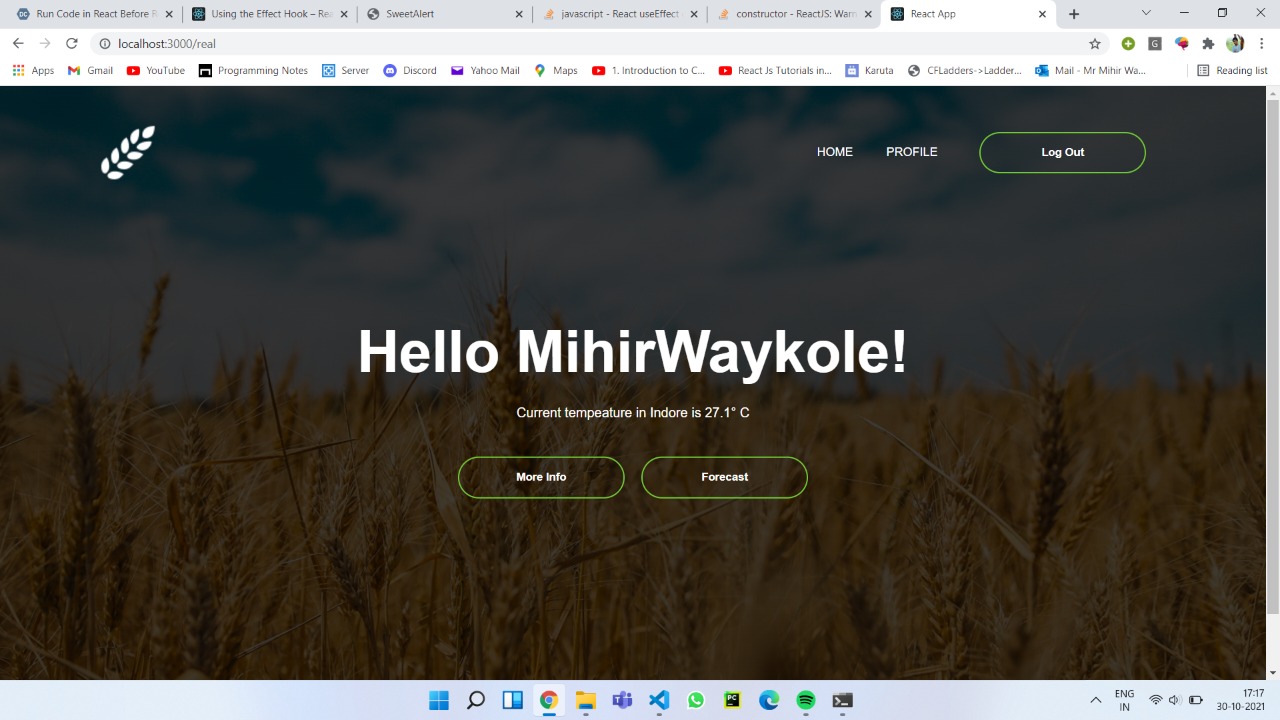 Run Code in React Before R
Using the Effect Hook – Rea
SweetAlert
javascript - React useEffect
constructor - ReactJS: Warn
React App
localhost:3000/real
G
Apps
Gmail
YouTube
Programming Notes
Server
Discord
Yahoo Mail
Maps
1. Introduction to C...
React Js Tutorials in...
Karuta
CFLadders->Ladder...
Mail - Mr Mihir Wa...
Reading list
HOME
PROFILE
Log Out
Hello MihirWaykole!
Current tempeature in Indore is 27.1° C
More Info
Forecast
ENG
IN
17:17
30-10-2021